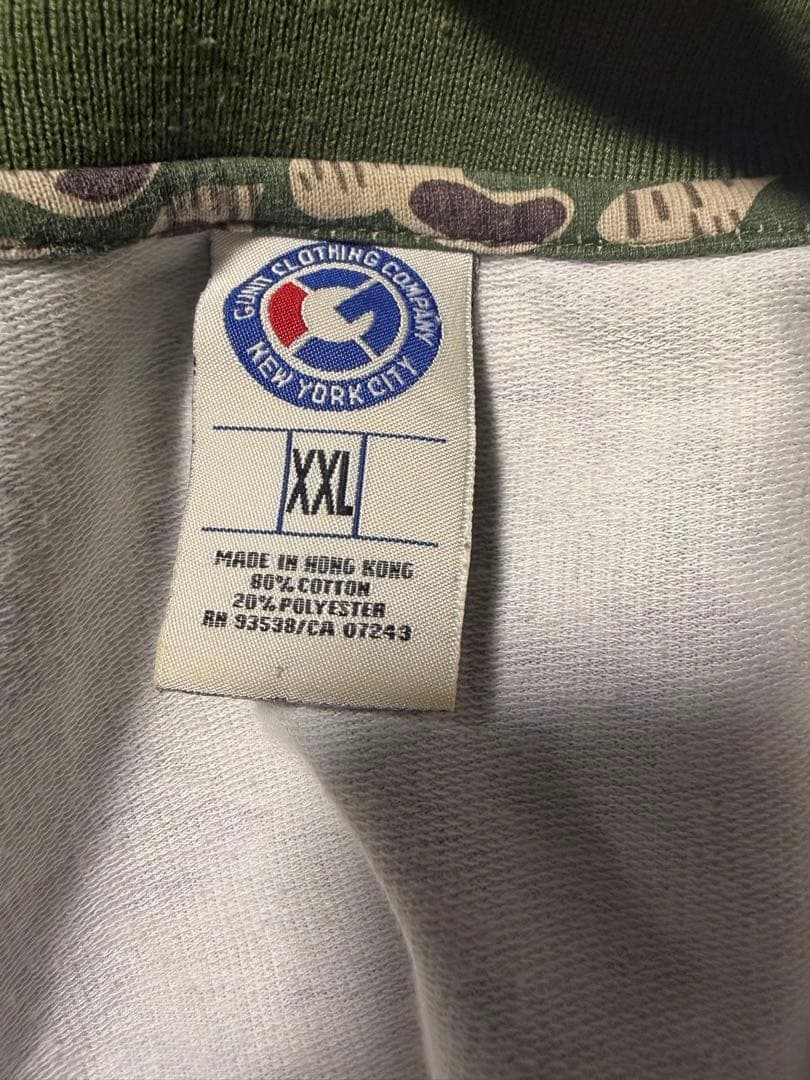 G UNIT CLOTHING COMPANY
NEW YORK CITY
XXL
MADE IN HONG KONG
80% COTTON
20% POLYESTER
RN 93538/CA 07243